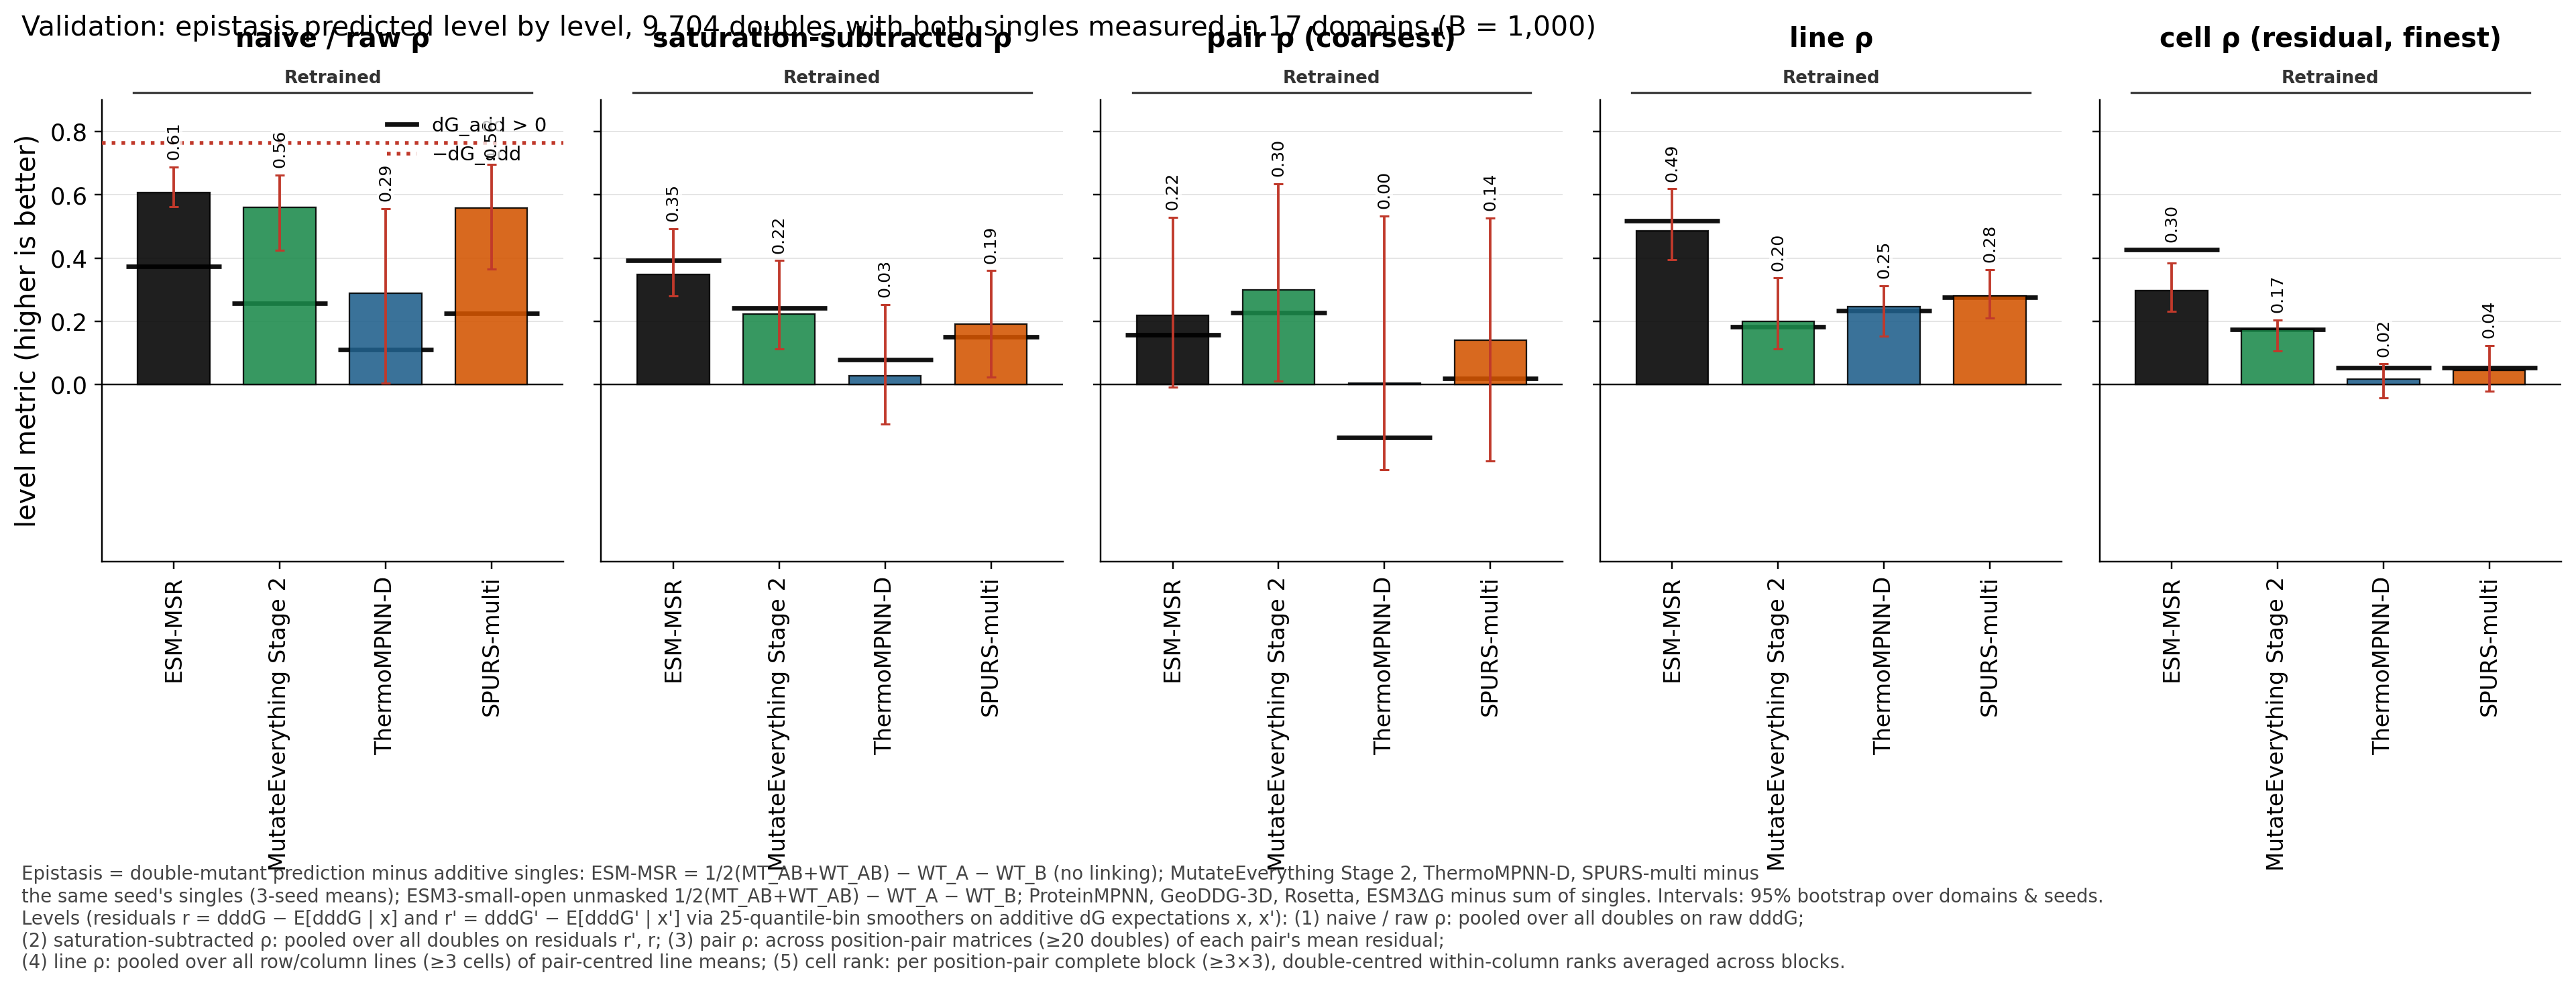 Validation: epistasis predicted level by level, 9,704 doubles with both singles measured in 17 domains (B = 1,000)
naive / raw ρ
saturation-subtracted ρ
pair ρ (coarsest)
line ρ
cell ρ (residual, finest)
Retrained
Retrained
Retrained
Retrained
Retrained
level metric (higher is better)
0.8
0.6
0.4
0.2
0.0
dG_add > 0
−dG_add
0.61
0.56
0.29
0.56
0.35
0.22
0.03
0.19
0.22
0.30
0.00
0.14
0.49
0.20
0.25
0.28
0.30
0.17
0.02
0.04
ESM-MSR
MutateEverything Stage 2
ThermoMPNN-D
SPURS-multi
ESM-MSR
MutateEverything Stage 2
ThermoMPNN-D
SPURS-multi
ESM-MSR
MutateEverything Stage 2
ThermoMPNN-D
SPURS-multi
ESM-MSR
MutateEverything Stage 2
ThermoMPNN-D
SPURS-multi
ESM-MSR
MutateEverything Stage 2
ThermoMPNN-D
SPURS-multi
Epistasis = double-mutant prediction minus additive singles: ESM-MSR = 1/2(MT_AB+WT_AB) − WT_A − WT_B (no linking); MutateEverything Stage 2, ThermoMPNN-D, SPURS-multi minus
the same seed's singles (3-seed means); ESM3-small-open unmasked 1/2(MT_AB+WT_AB) − WT_A − WT_B; ProteinMPNN, GeoDDG-3D, Rosetta, ESM3ΔG minus sum of singles. Intervals: 95% bootstrap over domains & seeds.
Levels (residuals r = dddG − E[dddG | x] and r' = dddG' − E[dddG' | x'] via 25-quantile-bin smoothers on additive dG expectations x, x'): (1) naive / raw ρ: pooled over all doubles on raw dddG;
(2) saturation-subtracted ρ: pooled over all doubles on residuals r', r; (3) pair ρ: across position-pair matrices (≥20 doubles) of each pair's mean residual;
(4) line ρ: pooled over all row/column lines (≥3 cells) of pair-centred line means; (5) cell rank: per position-pair complete block (≥3×3), double-centred within-column ranks averaged across blocks.